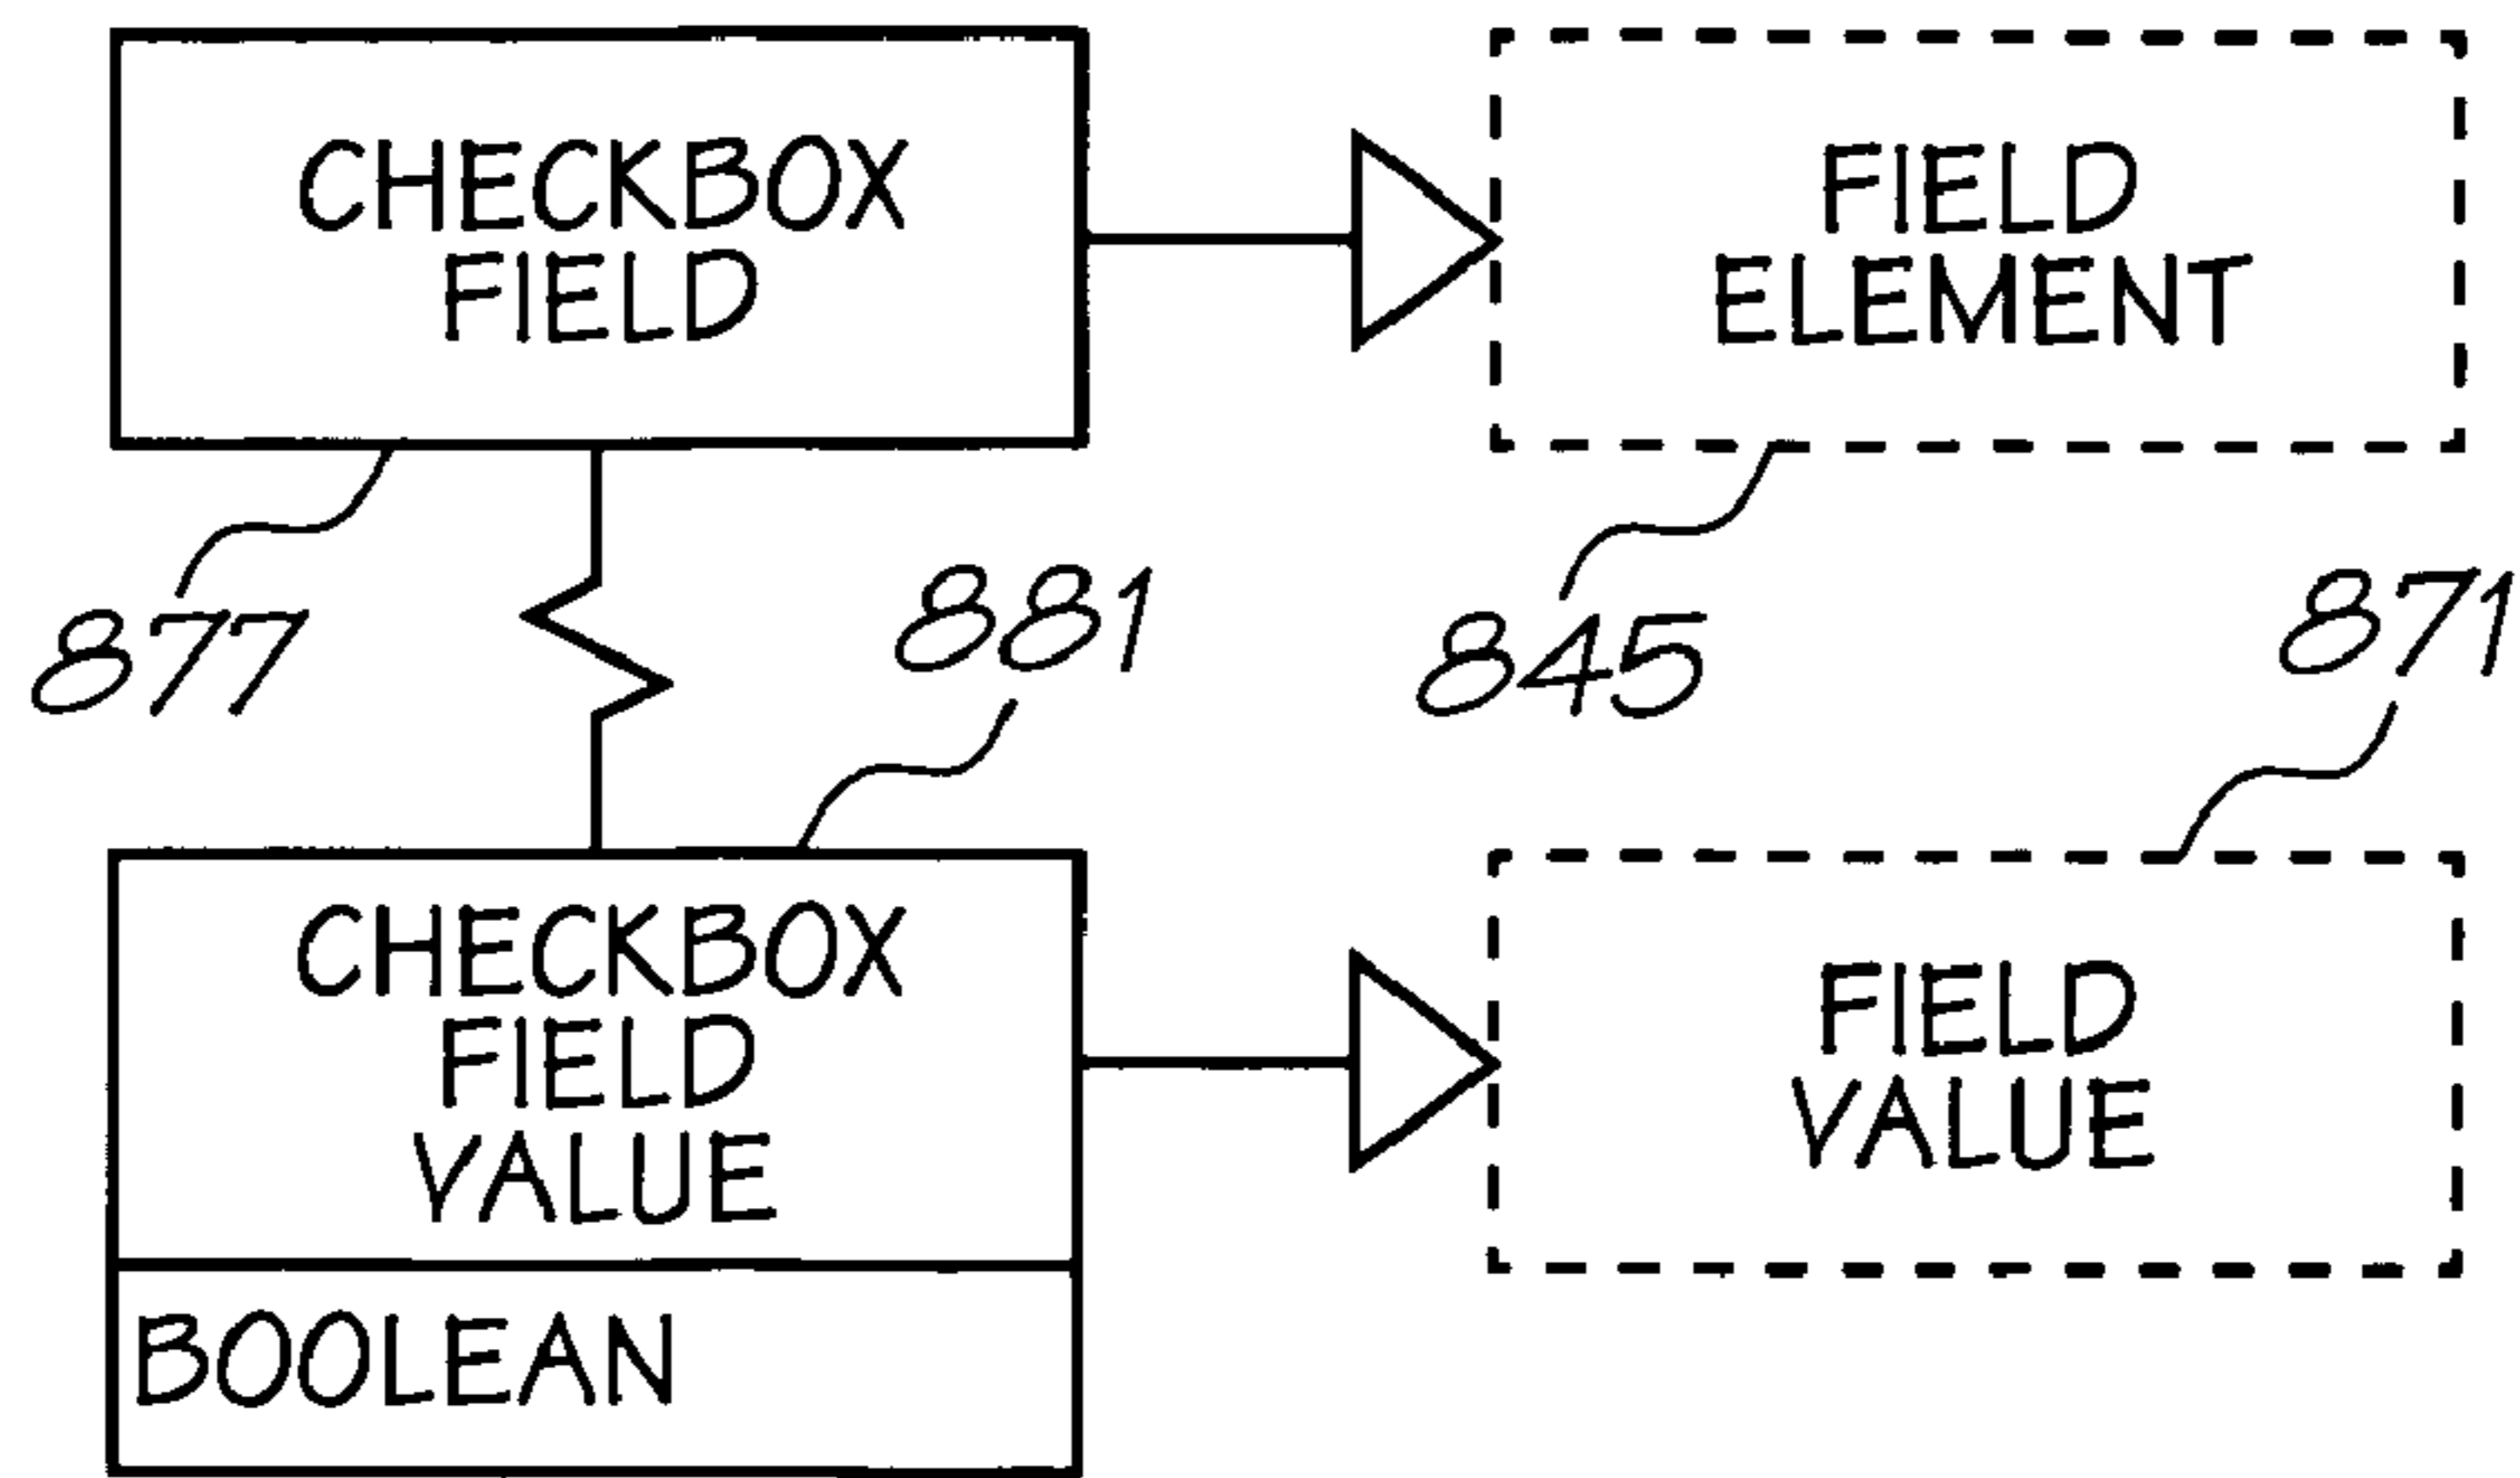 CHECKBOX
FIELD
FIELD
ELEMENT
877
881
845
871
CHECKBOX
FIELD
VALUE
FIELD
VALUE
BOOLEAN